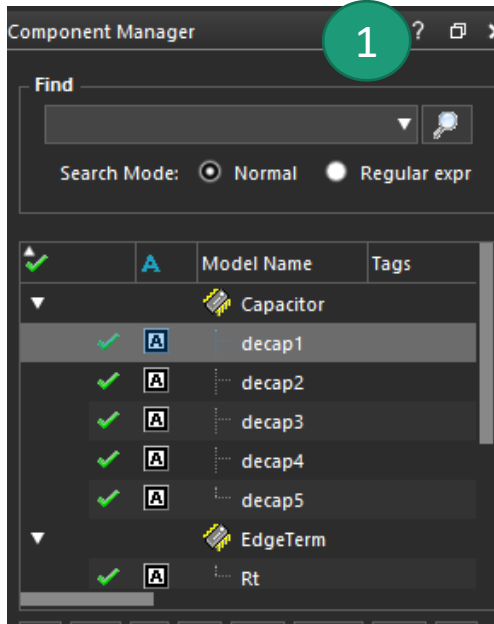 Component Manager
1
?
Find
Search Mode: Normal Regular expr
A Model Name Tags
Capacitor
A decap1
A decap2
A decap3
A decap4
A decap5
EdgeTerm
A Rt